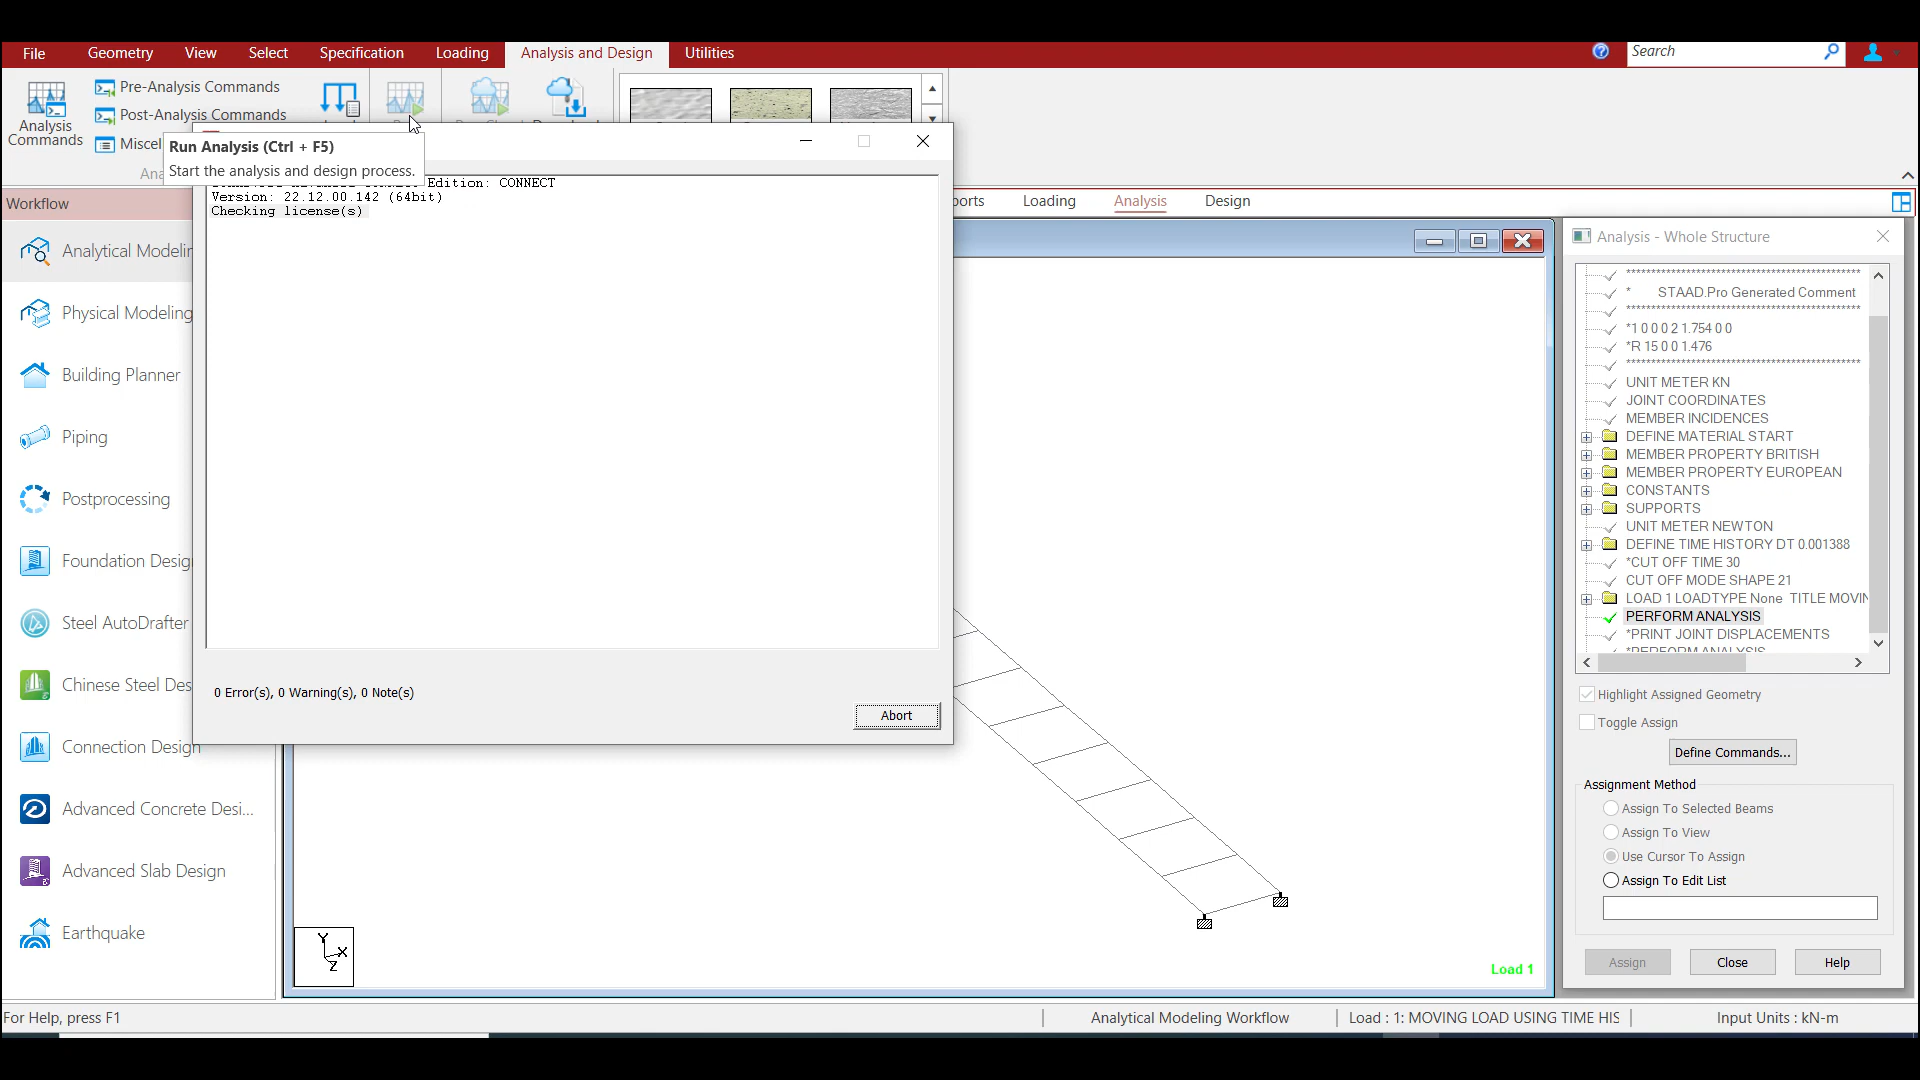 File Geometry View Select Specification Loading Analysis and Design Utilities Search
Analysis Commands
Pre-Analysis Commands
Post-Analysis Commands
Miscel
Run Analysis (Ctrl + F5)
Start the analysis and design process.
Edition: CONNECT
Version: 22.12.00.142 (64bit)
Checking license(s)
0 Error(s), 0 Warning(s), 0 Note(s)
Abort
Loading Analysis Design
Workflow
Analytical Modelin
Physical Modeling
Building Planner
Piping
Postprocessing
Foundation Desig
Steel AutoDrafter
Chinese Steel Des
Connection Design
Advanced Concrete Desi...
Advanced Slab Design
Earthquake
Y
X
Z
Load 1
Analysis - Whole Structure
***********************************************
* STAAD.Pro Generated Comment
***********************************************
*1 0 0 0 2 1.754 0 0
*R 15 0 0 1.476
***********************************************
UNIT METER KN
JOINT COORDINATES
MEMBER INCIDENCES
DEFINE MATERIAL START
MEMBER PROPERTY BRITISH
MEMBER PROPERTY EUROPEAN
CONSTANTS
SUPPORTS
UNIT METER NEWTON
DEFINE TIME HISTORY DT 0.001388
*CUT OFF TIME 30
CUT OFF MODE SHAPE 21
LOAD 1 LOADTYPE None TITLE MOVIN
PERFORM ANALYSIS
*PRINT JOINT DISPLACEMENTS
*PERFORM ANALYSIS
Highlight Assigned Geometry
Toggle Assign
Define Commands...
Assignment Method
Assign To Selected Beams
Assign To View
Use Cursor To Assign
Assign To Edit List
Assign Close Help
For Help, press F1
Analytical Modeling Workflow
Load : 1: MOVING LOAD USING TIME HIS
Input Units : kN-m